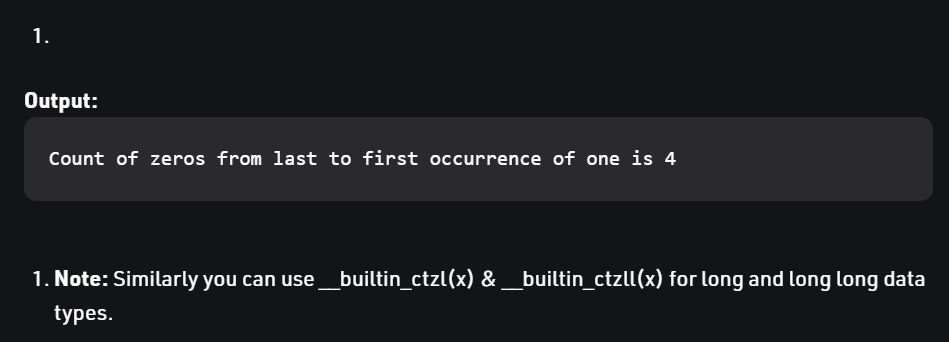 1.
Output:
Count of zeros from last to first occurrence of one is 4
1. Note: Similarly you can use __builtin_ctzl(x) & __builtin_ctzll(x) for long and long long data
types.